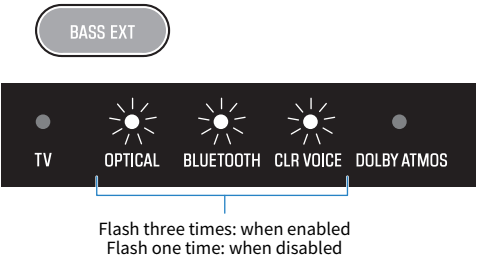 BASS EXT
TV OPTICAL BLUETOOTH CLR VOICE DOLBY ATMOS
Flash three times: when enabled
Flash one time: when disabled